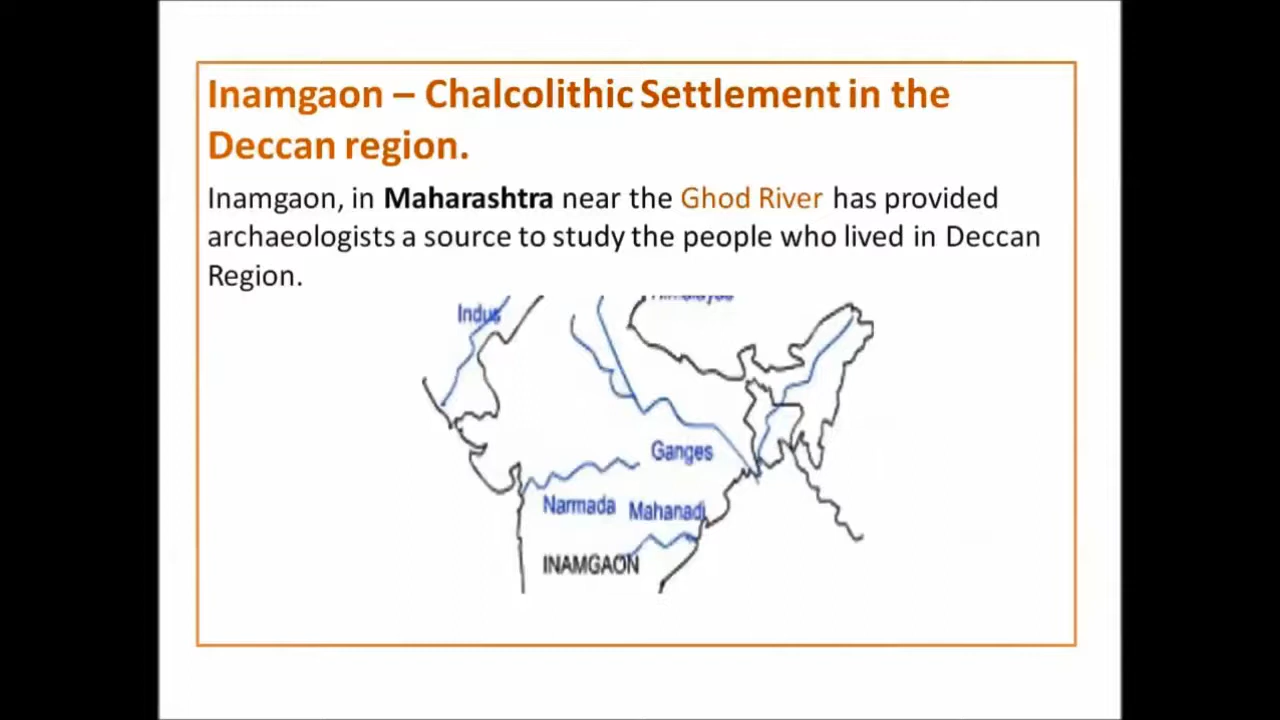 Inamgaon – Chalcolithic Settlement in the
Deccan region.
Inamgaon, in Maharashtra near the Ghod River has provided
archaeologists a source to study the people who lived in Deccan
Region.
Indus
Ganges
Narmada
Mahanadi
INAMGAON